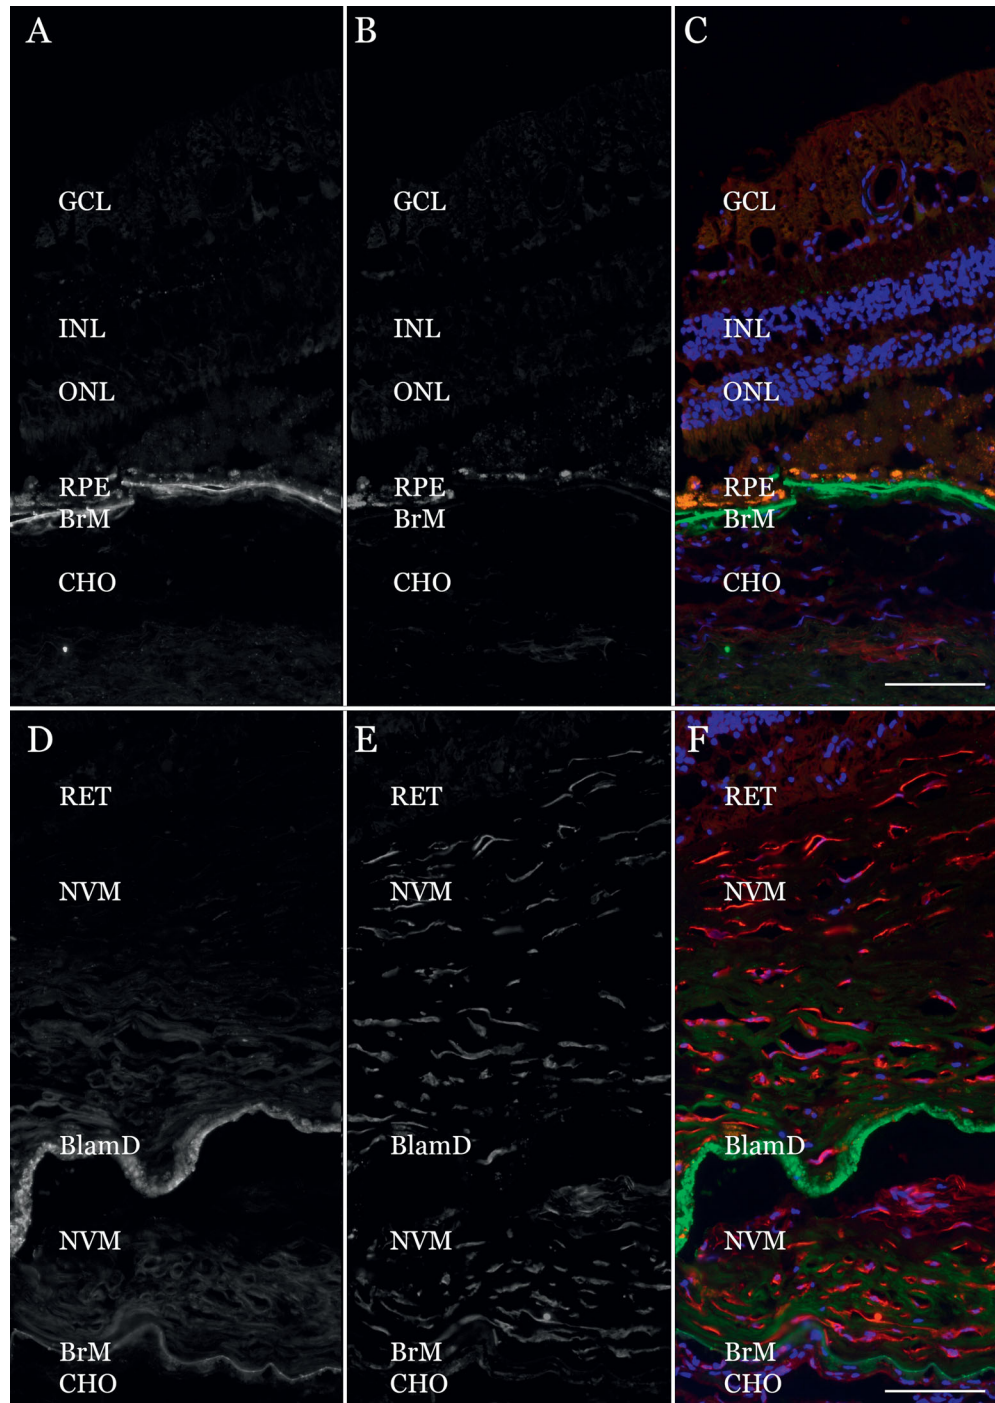 A
GCL
INL
ONL
RPE
BrM
CHO
B
GCL
INL
ONL
RPE
BrM
CHO
C
GCL
INL
ONL
RPE
BrM
CHO
D
RET
NVM
BlamD
NVM
BrM
CHO
E
RET
NVM
BlamD
NVM
BrM
CHO
F
RET
NVM
BlamD
NVM
BrM
CHO